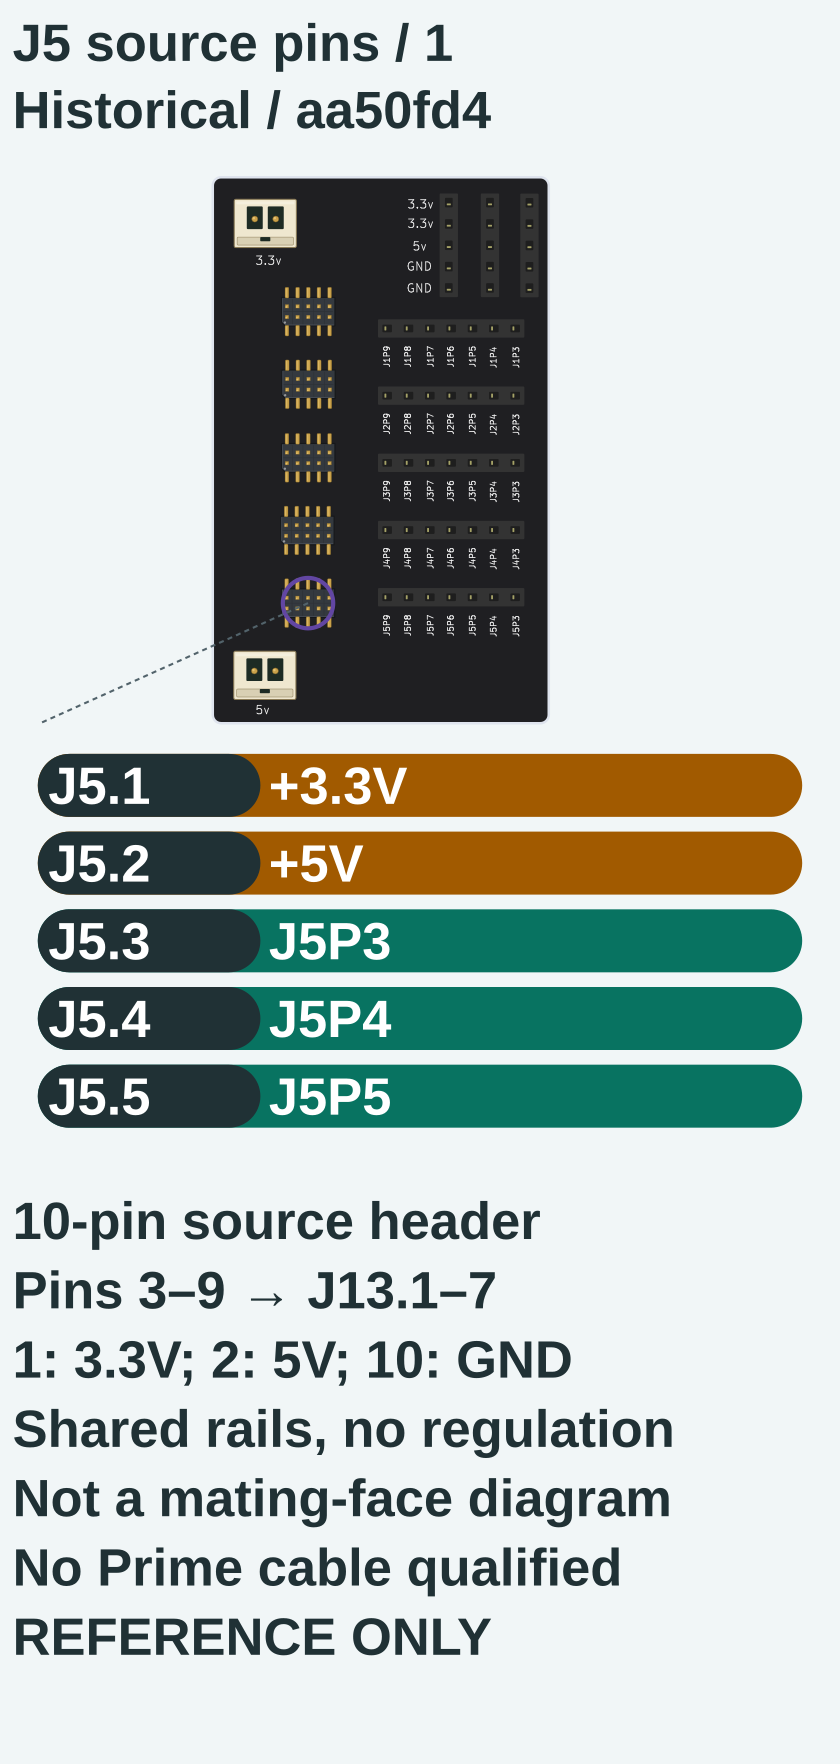 J5 source pins / 1
Historical / aa50fd4
3.3v
3.3v
3.3v
5v
GND
GND
J1P9 J1P8 J1P7 J1P6 J1P5 J1P4 J1P3
J2P9 J2P8 J2P7 J2P6 J2P5 J2P4 J2P3
J3P9 J3P8 J3P7 J3P6 J3P5 J3P4 J3P3
J4P9 J4P8 J4P7 J4P6 J4P5 J4P4 J4P3
J5P9 J5P8 J5P7 J5P6 J5P5 J5P4 J5P3
5v
J5.1 +3.3V
J5.2 +5V
J5.3 J5P3
J5.4 J5P4
J5.5 J5P5
10-pin source header
Pins 3–9 → J13.1–7
1: 3.3V; 2: 5V; 10: GND
Shared rails, no regulation
Not a mating-face diagram
No Prime cable qualified
REFERENCE ONLY